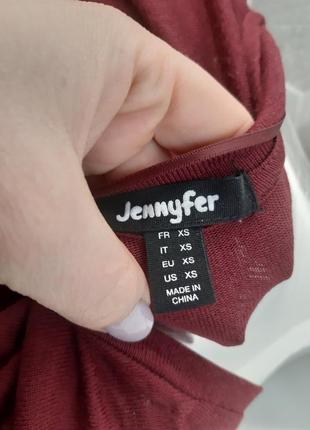 Jennyfer
FR XS
IT XS
EU XS
US XS
MADE IN
CHINA